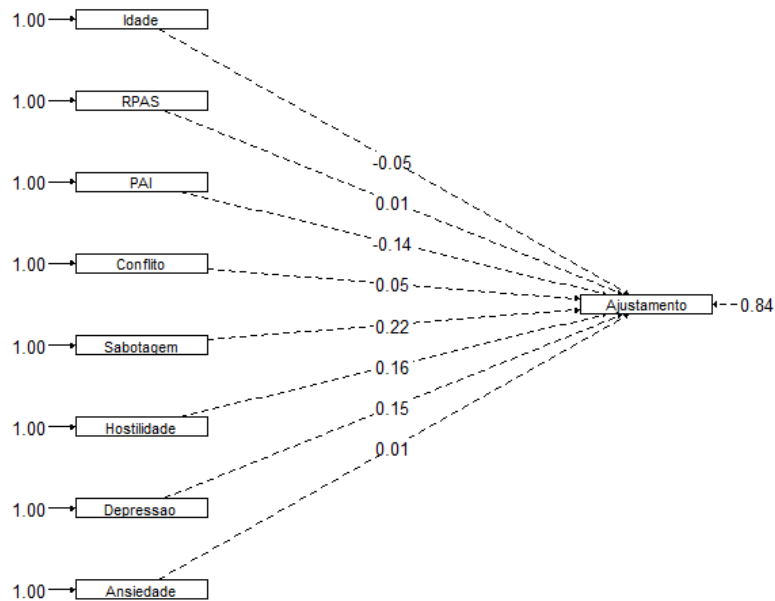 1.00 Idade
1.00 RPAS
-0.05
1.00 PAI
0.01
-0.14
1.00 Conflito
0.05
Ajustamento 0.84
0.22
1.00 Sabotagem
0.16
0.15
1.00 Hostilidade
0.01
1.00 Depressao
1.00 Ansiedade